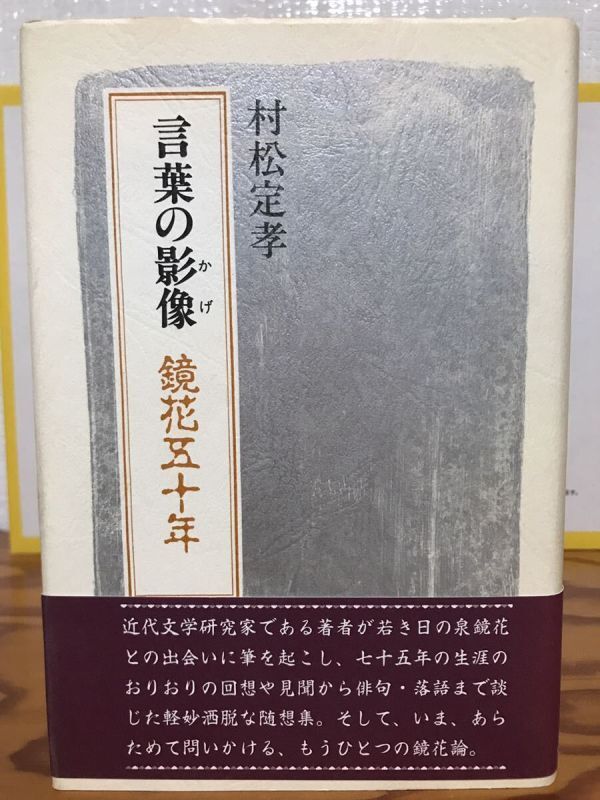 村松定孝
言葉の影像
かげ
鏡花五十年
近代文学研究家である著者が若き日の泉鏡花
との出会いに筆を起こし、七十五年の生涯の
おりおりの回想や見聞から俳句・落語まで談
じた軽妙洒脱な随想集。そして、いま、あら
ためて問いかける、もうひとつの鏡花論。